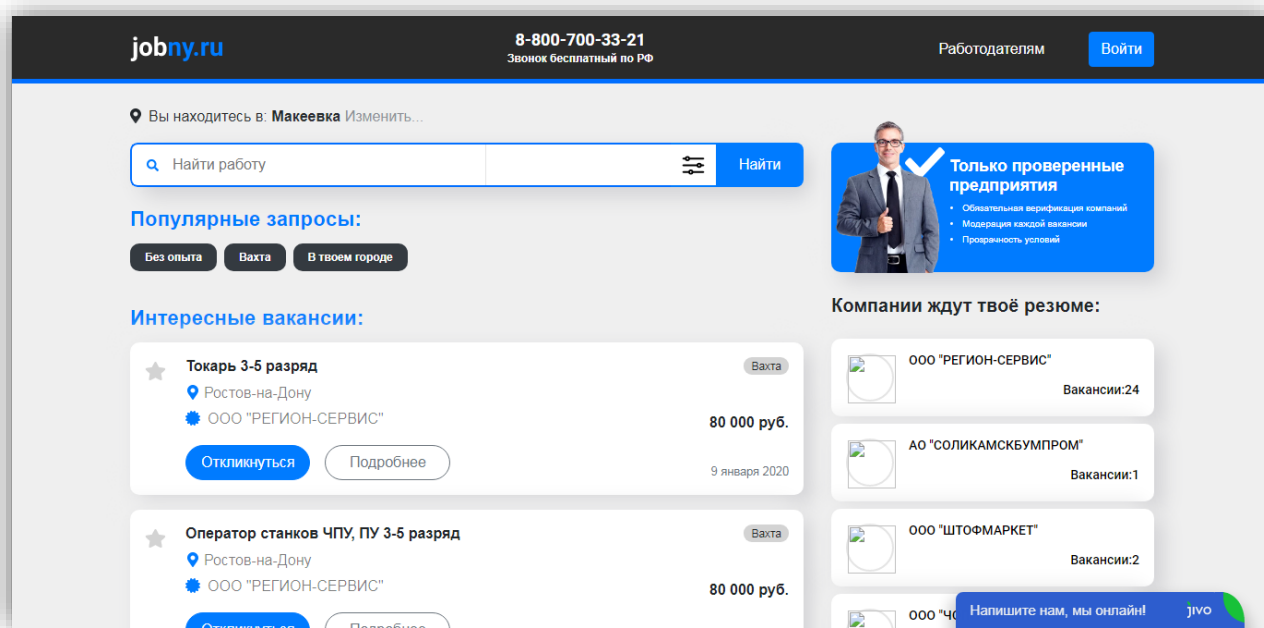 jobny.ru
8-800-700-33-21
Звонок бесплатный по РФ
Работодателям
Войти
Вы находитесь в: Макеевка Изменить...
Найти работу
Найти
Популярные запросы:
Без опыта
Вахта
В твоем городе
Интересные вакансии:
Токарь 3-5 разряд
Вахта
Ростов-на-Дону
ООО "РЕГИОН-СЕРВИС"
80 000 руб.
Откликнуться
Подробнее
9 января 2020
Оператор станков ЧПУ, ПУ 3-5 разряд
Вахта
Ростов-на-Дону
ООО "РЕГИОН-СЕРВИС"
80 000 руб.
Откликнуться
Подробнее
Только проверенные
предприятия
• Обязательная верификация компаний
• Модерация каждой вакансии
• Прозрачность условий
Компании ждут твоё резюме:
ООО "РЕГИОН-СЕРВИС"
Вакансии:24
АО "СОЛИКАМСКБУМПРОМ"
Вакансии:1
ООО "ШТОФМАРКЕТ"
Вакансии:2
ООО
Напишите нам, мы онлайн!
jivo